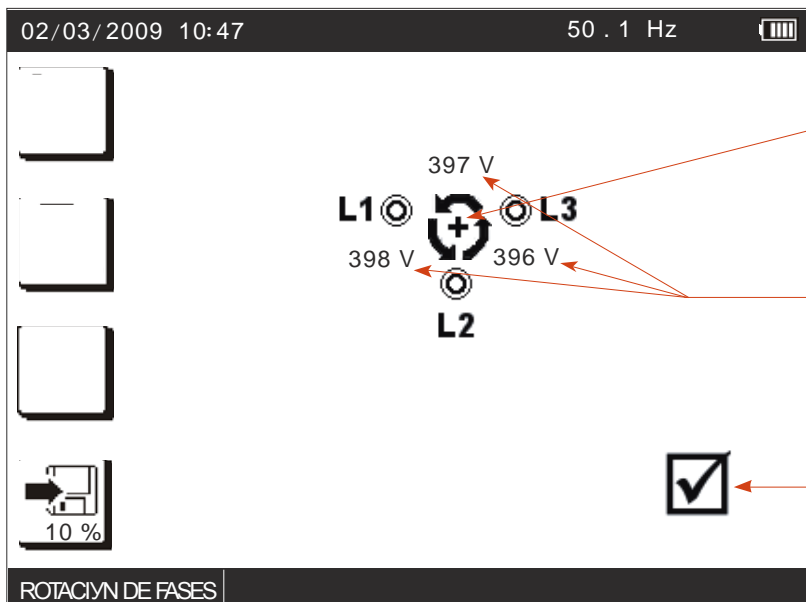 02/03/2009 10:47 50.1 Hz
397 V
L1 L3
+
398 V 396 V
L2
10 %
ROTACIYN DE FASES